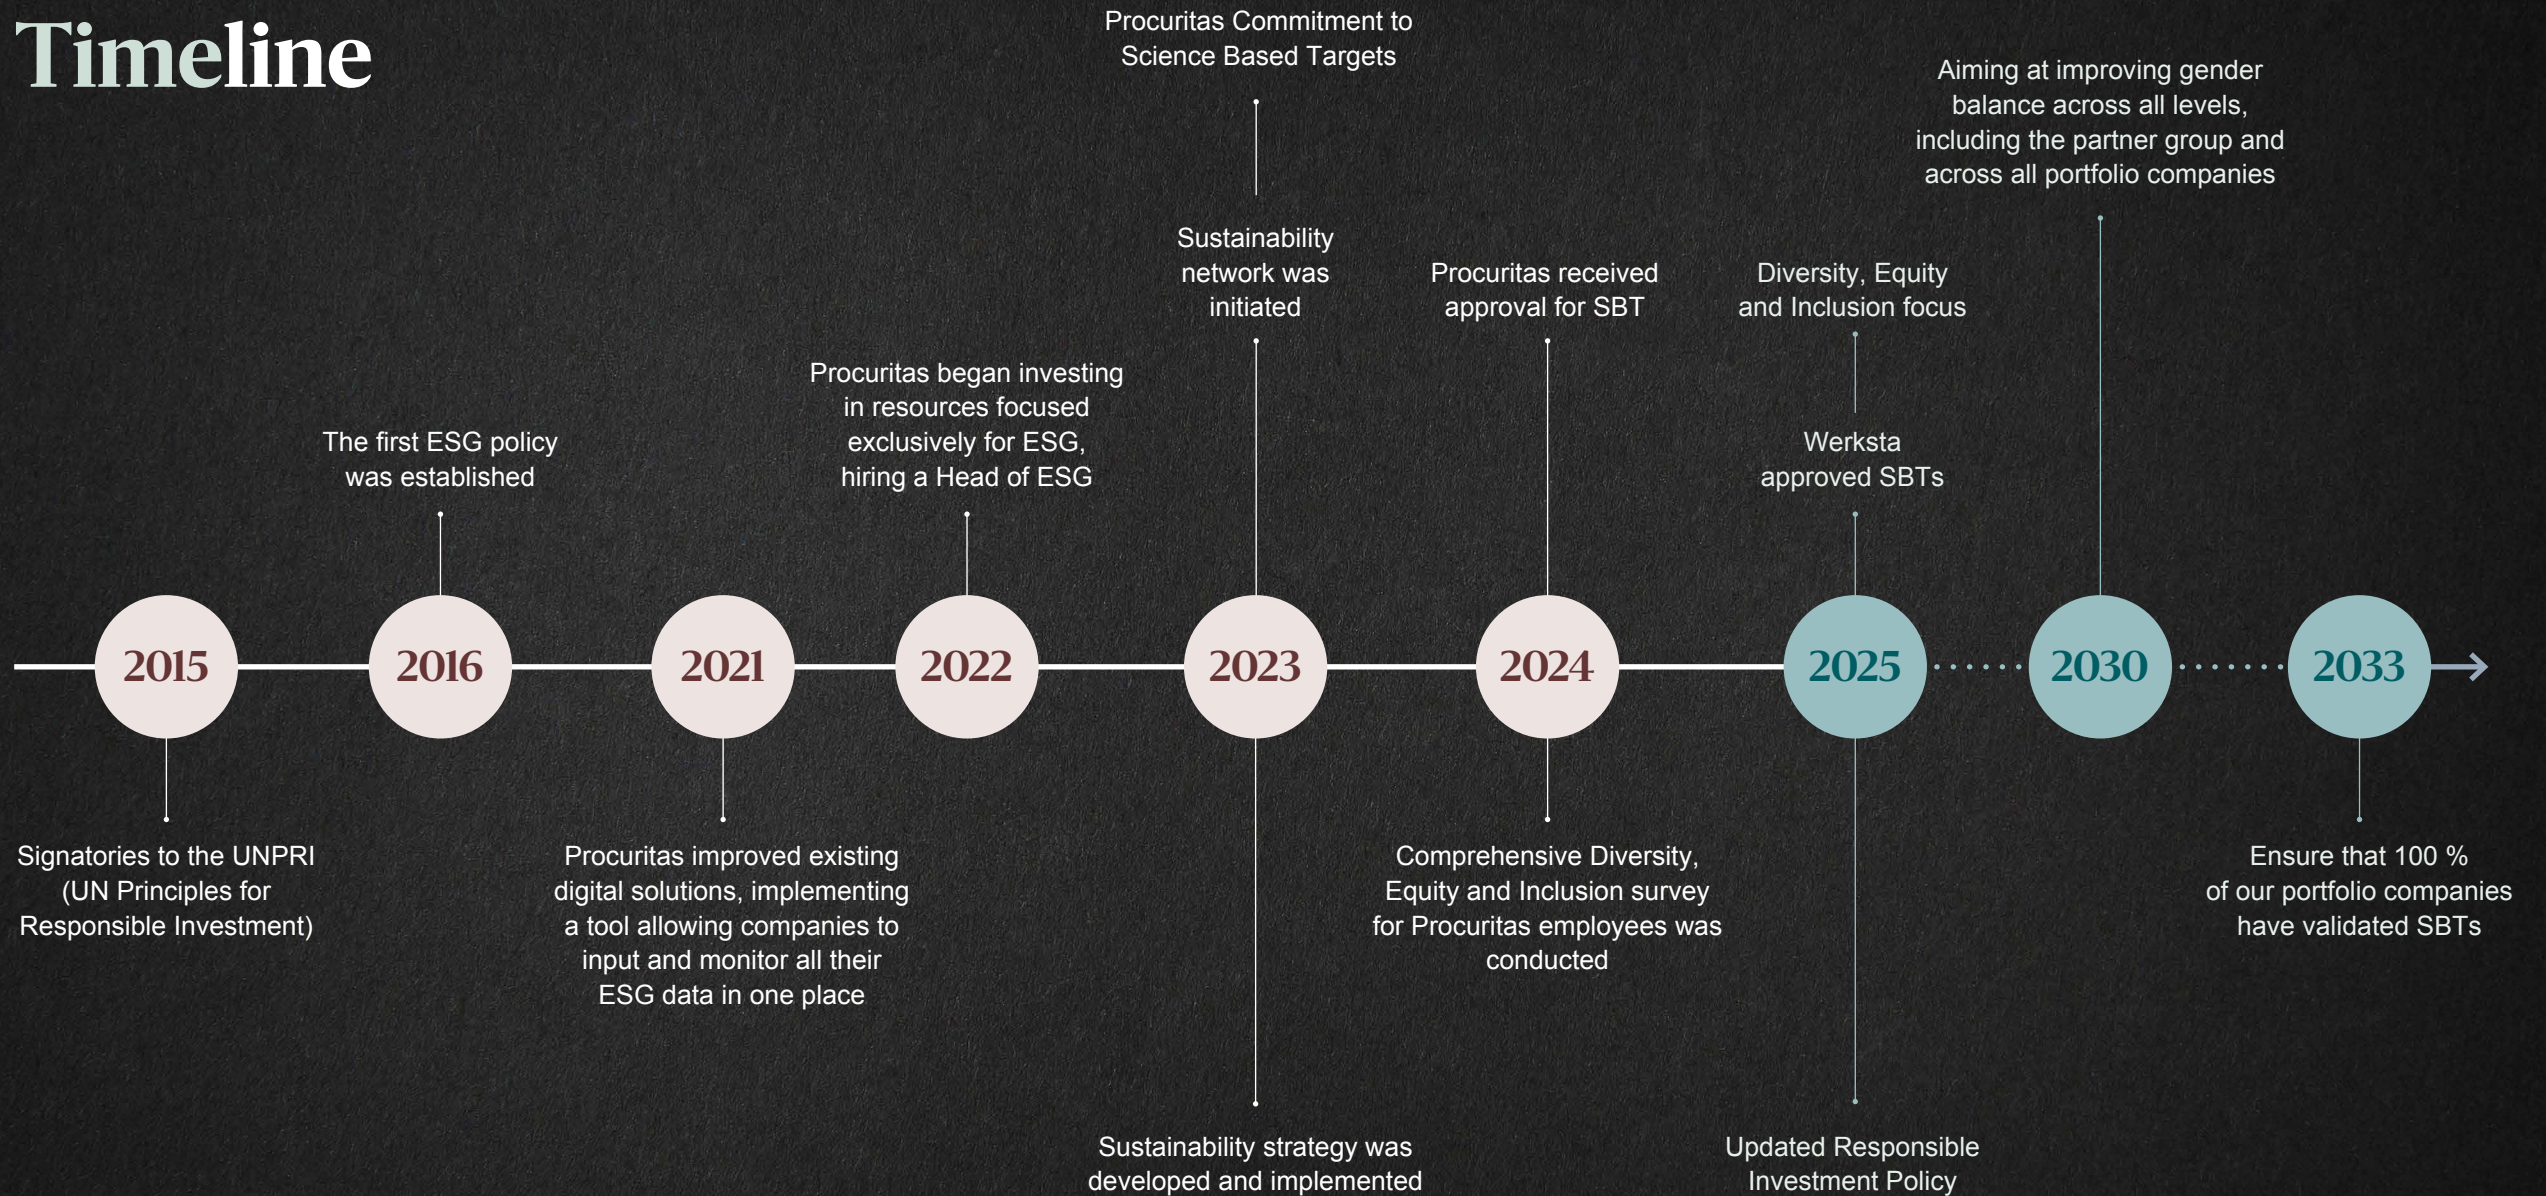 Timeline
Procuritas Commitment to
Science Based Targets
Aiming at improving gender
balance across all levels,
including the partner group and
across all portfolio companies
Sustainability
network was
initiated
Procuritas received
approval for SBT
Diversity, Equity
and Inclusion focus
Procuritas began investing
in resources focused
exclusively for ESG,
hiring a Head of ESG
The first ESG policy
was established
Werksta
approved SBTs
2015
2016
2021
2022
2023
2024
2025
2030
2033
Signatories to the UNPRI
(UN Principles for
Responsible Investment)
Procuritas improved existing
digital solutions, implementing
a tool allowing companies to
input and monitor all their
ESG data in one place
Comprehensive Diversity,
Equity and Inclusion survey
for Procuritas employees was
conducted
Ensure that 100 %
of our portfolio companies
have validated SBTs
Sustainability strategy was
developed and implemented
Updated Responsible
Investment Policy